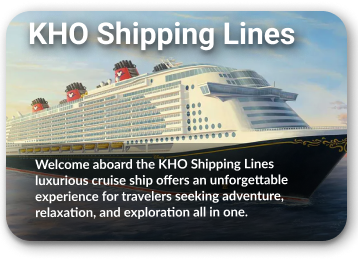 KHO Shipping Lines
Welcome aboard the KHO Shipping Lines
luxurious cruise ship offers an unforgettable
experience for travelers seeking adventure,
relaxation, and exploration all in one.